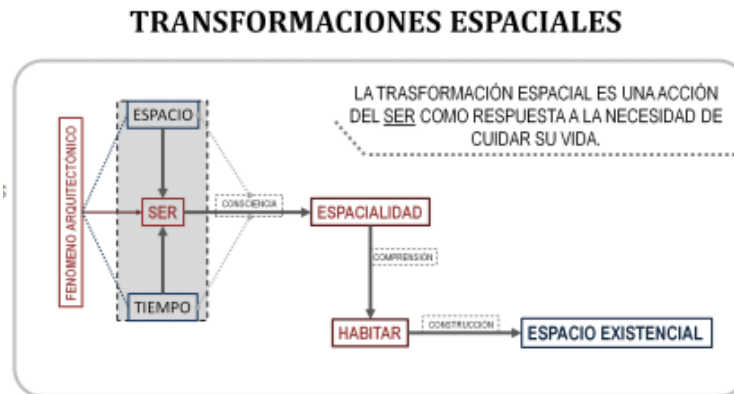 TRANSFORMACIONES ESPACIALES
LA TRASFORMACIÓN ESPACIAL ES UNA ACCIÓN
DEL SER COMO RESPUESTA A LA NECESIDAD DE
CUIDAR SU VIDA.
FENÓMENO ARQUITECTÓNICO
ESPACIO
SER
TIEMPO
CONSCIENCIA
ESPACIALIDAD
COMPRENSIÓN
HABITAR
CONSTRUCCIÓN
ESPACIO EXISTENCIAL